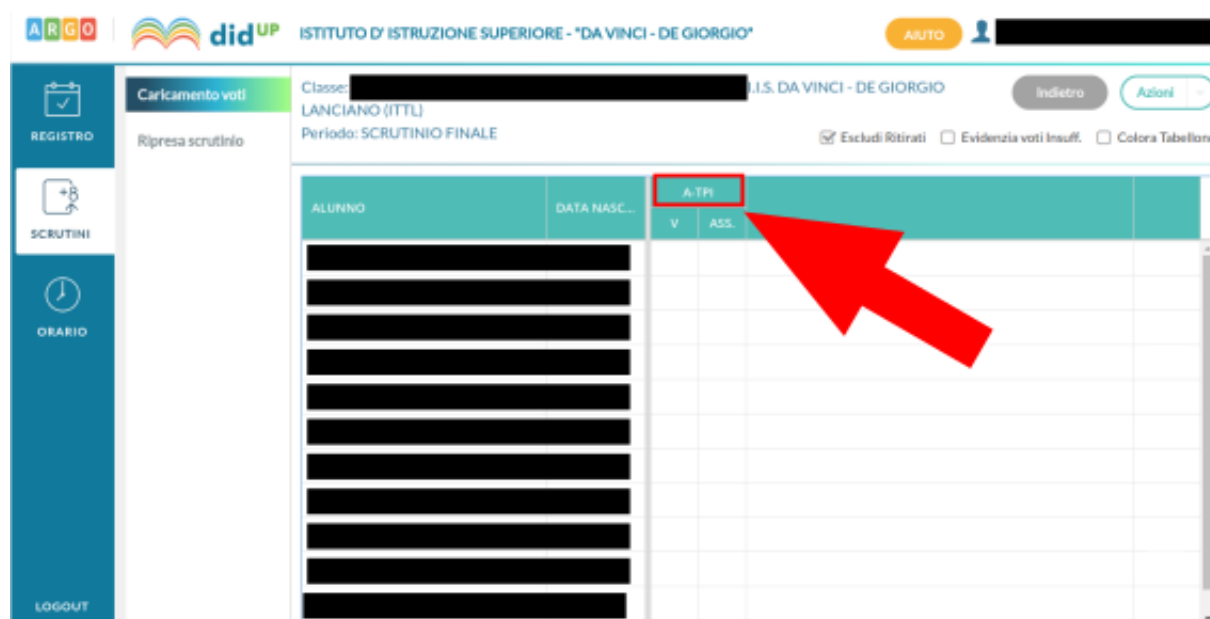 ARGO
didUP
ISTITUTO D' ISTRUZIONE SUPERIORE - "DA VINCI - DE GIORGIO"
AIUTO
REGISTRO
SCRUTINI
ORARIO
LOGOUT
Caricamento voti
Ripresa scrutinio
Classe: I.I.S. DA VINCI - DE GIORGIO
LANCIANO (ITTL)
Periodo: SCRUTINIO FINALE
Indietro
Azioni
Escludi Ritirati
Evidenzia voti Insuff.
Colora Tabellone
ALUNNO
DATA NASC...
A-TPI
V
ASS.